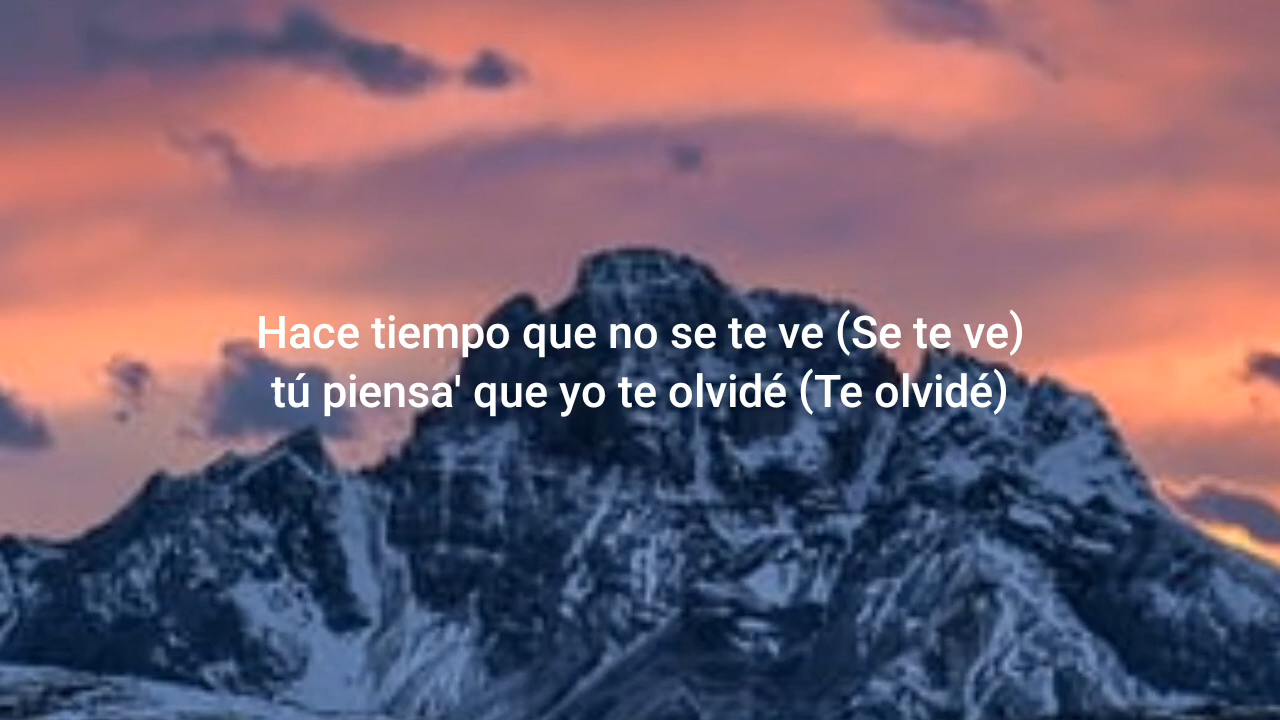 Hace tiempo que no se te ve (Se te ve)
tú piensa' que yo te olvidé (Te olvidé)